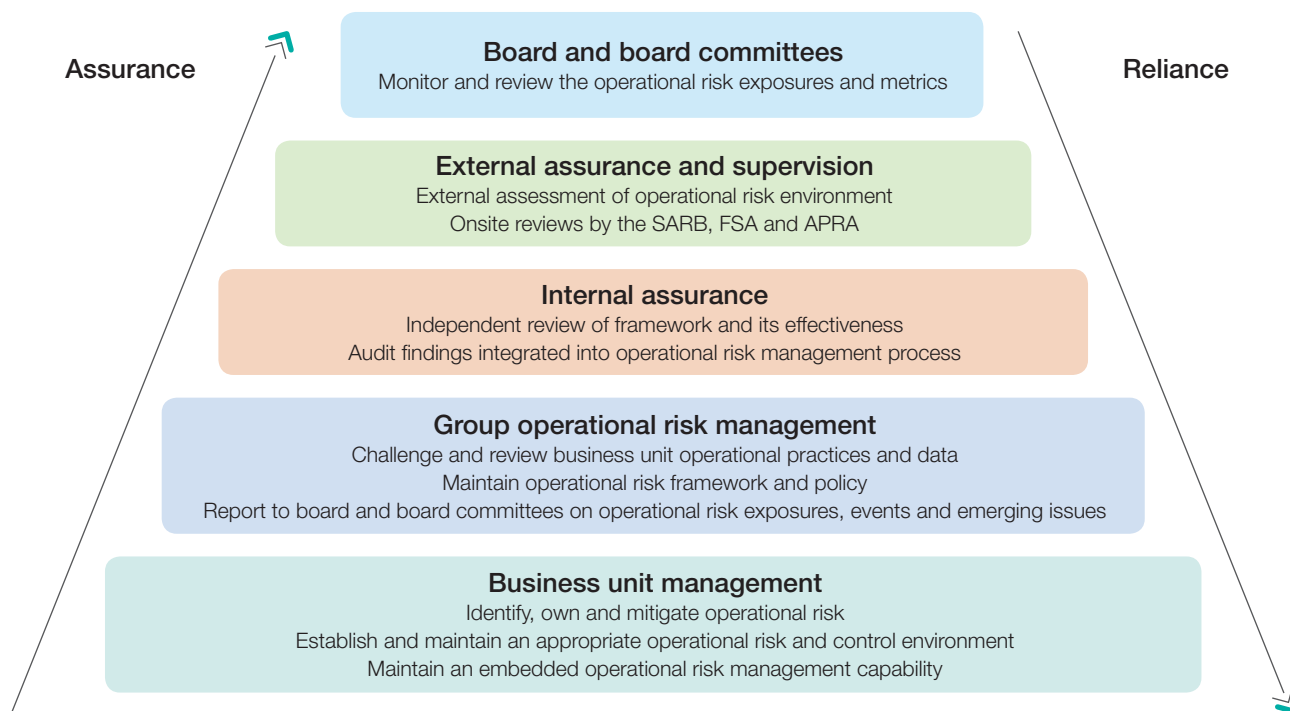 Assurance
Board and board committees
Monitor and review the operational risk exposures and metrics
Reliance
External assurance and supervision
External assessment of operational risk environment
Onsite reviews by the SARB, FSA and APRA
Internal assurance
Independent review of framework and its effectiveness
Audit findings integrated into operational risk management process
Group operational risk management
Challenge and review business unit operational practices and data
Maintain operational risk framework and policy
Report to board and board committees on operational risk exposures, events and emerging issues
Business unit management
Identify, own and mitigate operational risk
Establish and maintain an appropriate operational risk and control environment
Maintain an embedded operational risk management capability